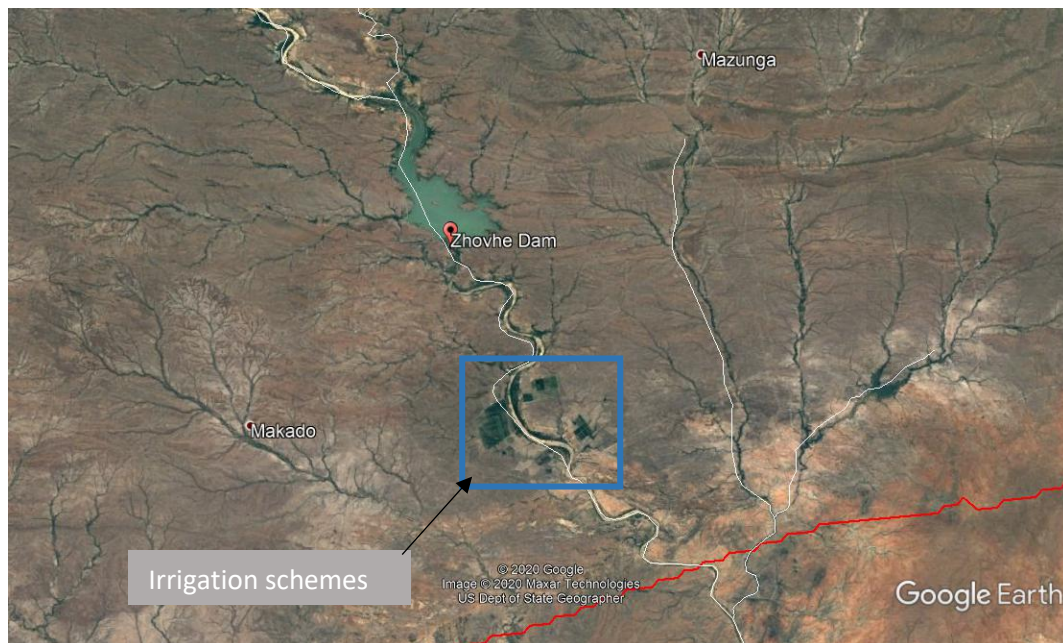 Mazunga
Zhovhe Dam
Makado
Irrigation schemes
© 2020 Google
Image © 2020 Maxar Technologies
US Dept of State Geographer
Google Earth